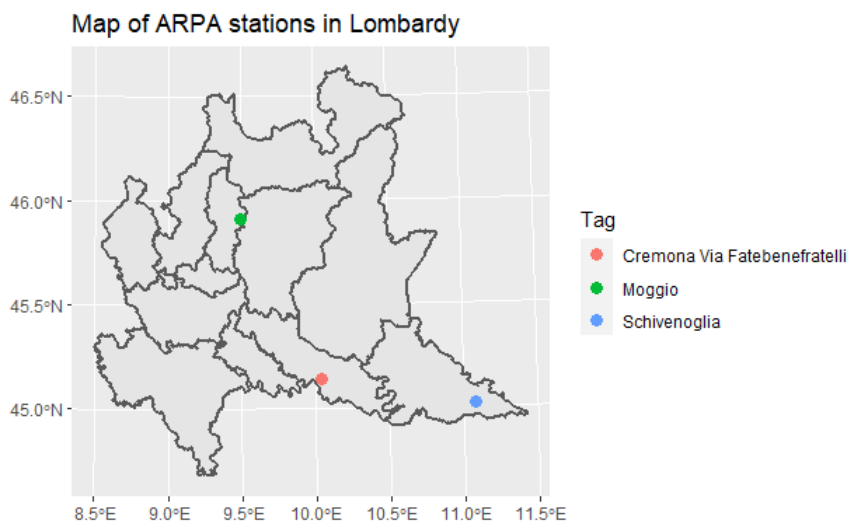 Map of ARPA stations in Lombardy
46.5°N
46.0°N
45.5°N
45.0°N
8.5°E 9.0°E 9.5°E 10.0°E 10.5°E 11.0°E 11.5°E
Tag
Cremona Via Fatebenefratelli
Moggio
Schivenoglia